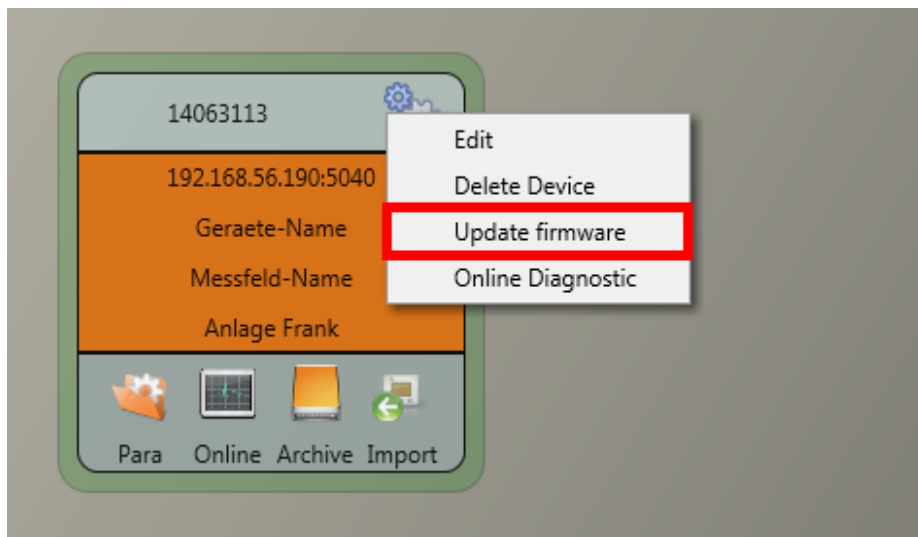 14063113
192.168.56.190:5040
Geraete-Name
Messfeld-Name
Anlage Frank
Para Online Archive Import
Edit
Delete Device
Update firmware
Online Diagnostic